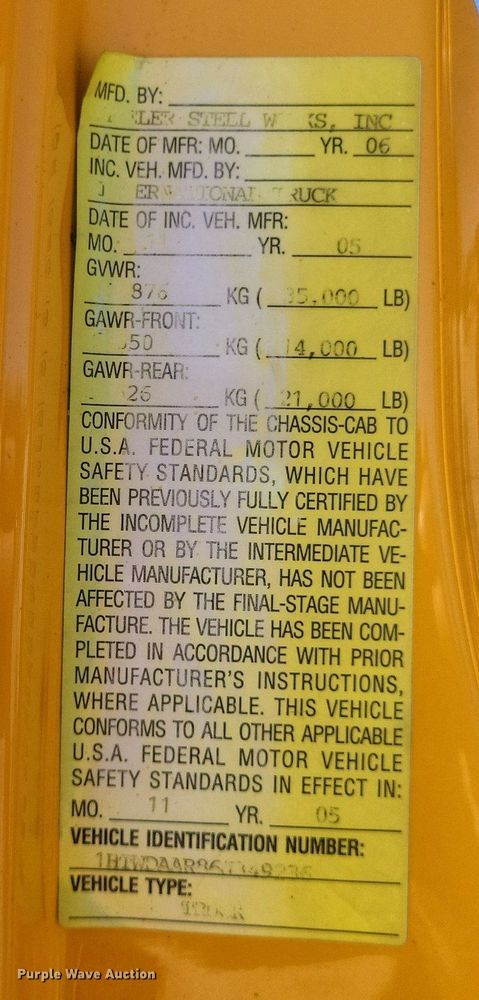 MFD. BY:
STELL INC
DATE OF MFR: MO. YR. 06
INC. VEH. MFD. BY:
TRUCK
DATE OF INC. VEH. MFR:
MO. YR. 05
GVWR:
KG ( 35,000 LB)
GAWR-FRONT:
KG ( 14,000 LB)
GAWR-REAR:
KG ( 21,000 LB)
CONFORMITY OF THE CHASSIS-CAB TO
U.S.A. FEDERAL MOTOR VEHICLE
SAFETY STANDARDS, WHICH HAVE
BEEN PREVIOUSLY FULLY CERTIFIED BY
THE INCOMPLETE VEHICLE MANUFAC-
TURER OR BY THE INTERMEDIATE VE-
HICLE MANUFACTURER, HAS NOT BEEN
AFFECTED BY THE FINAL-STAGE MANU-
FACTURE. THE VEHICLE HAS BEEN COM-
PLETED IN ACCORDANCE WITH PRIOR
MANUFACTURER'S INSTRUCTIONS,
WHERE APPLICABLE. THIS VEHICLE
CONFORMS TO ALL OTHER APPLICABLE
U.S.A. FEDERAL MOTOR VEHICLE
SAFETY STANDARDS IN EFFECT IN:
MO. 11 YR. 05
VEHICLE IDENTIFICATION NUMBER:
VEHICLE TYPE:
TRUCK
Purple Wave Auction